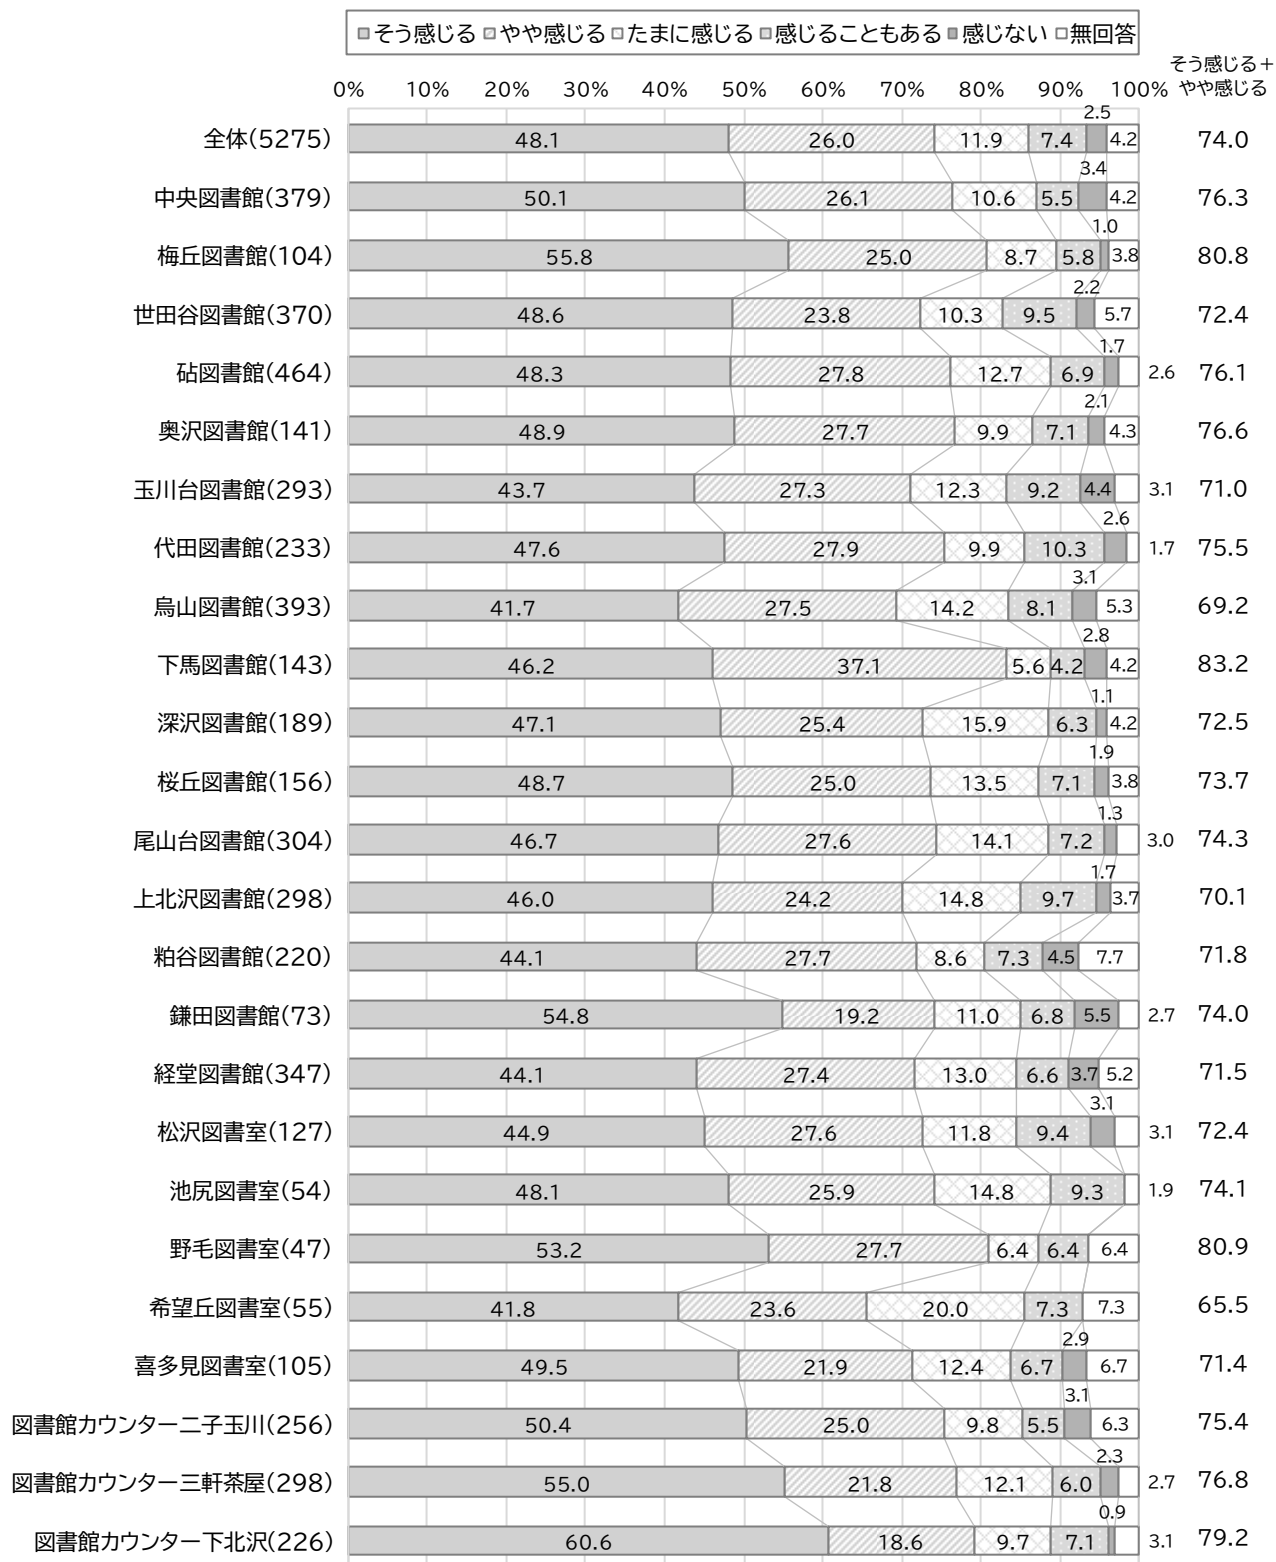 そう感じる やや感じる たまに感じる 感じることもある 感じない 無回答
そう感じる＋
やや感じる
0% 10% 20% 30% 40% 50% 60% 70% 80% 90% 100%
全体(5275) 48.1 26.0 11.9 7.4 2.5 4.2 74.0
中央図書館(379) 50.1 26.1 10.6 5.5 3.4 4.2 76.3
梅丘図書館(104) 55.8 25.0 8.7 5.8 1.0 3.8 80.8
世田谷図書館(370) 48.6 23.8 10.3 9.5 2.2 5.7 72.4
砧図書館(464) 48.3 27.8 12.7 6.9 1.7 2.6 76.1
奥沢図書館(141) 48.9 27.7 9.9 7.1 2.1 4.3 76.6
玉川台図書館(293) 43.7 27.3 12.3 9.2 4.4 3.1 71.0
代田図書館(233) 47.6 27.9 9.9 10.3 2.6 1.7 75.5
烏山図書館(393) 41.7 27.5 14.2 8.1 3.1 5.3 69.2
下馬図書館(143) 46.2 37.1 5.6 4.2 2.8 4.2 83.2
深沢図書館(189) 47.1 25.4 15.9 6.3 1.1 4.2 72.5
桜丘図書館(156) 48.7 25.0 13.5 7.1 1.9 3.8 73.7
尾山台図書館(304) 46.7 27.6 14.1 7.2 1.3 3.0 74.3
上北沢図書館(298) 46.0 24.2 14.8 9.7 1.7 3.7 70.1
粕谷図書館(220) 44.1 27.7 8.6 7.3 4.5 7.7 71.8
鎌田図書館(73) 54.8 19.2 11.0 6.8 5.5 2.7 74.0
経堂図書館(347) 44.1 27.4 13.0 6.6 3.7 5.2 71.5
松沢図書室(127) 44.9 27.6 11.8 9.4 3.1 3.1 72.4
池尻図書室(54) 48.1 25.9 14.8 9.3 1.9 74.1
野毛図書室(47) 53.2 27.7 6.4 6.4 6.4 80.9
希望丘図書室(55) 41.8 23.6 20.0 7.3 7.3 65.5
喜多見図書室(105) 49.5 21.9 12.4 6.7 2.9 6.7 71.4
図書館カウンター二子玉川(256) 50.4 25.0 9.8 5.5 3.1 6.3 75.4
図書館カウンター三軒茶屋(298) 55.0 21.8 12.1 6.0 2.3 2.7 76.8
図書館カウンター下北沢(226) 60.6 18.6 9.7 7.1 0.9 3.1 79.2